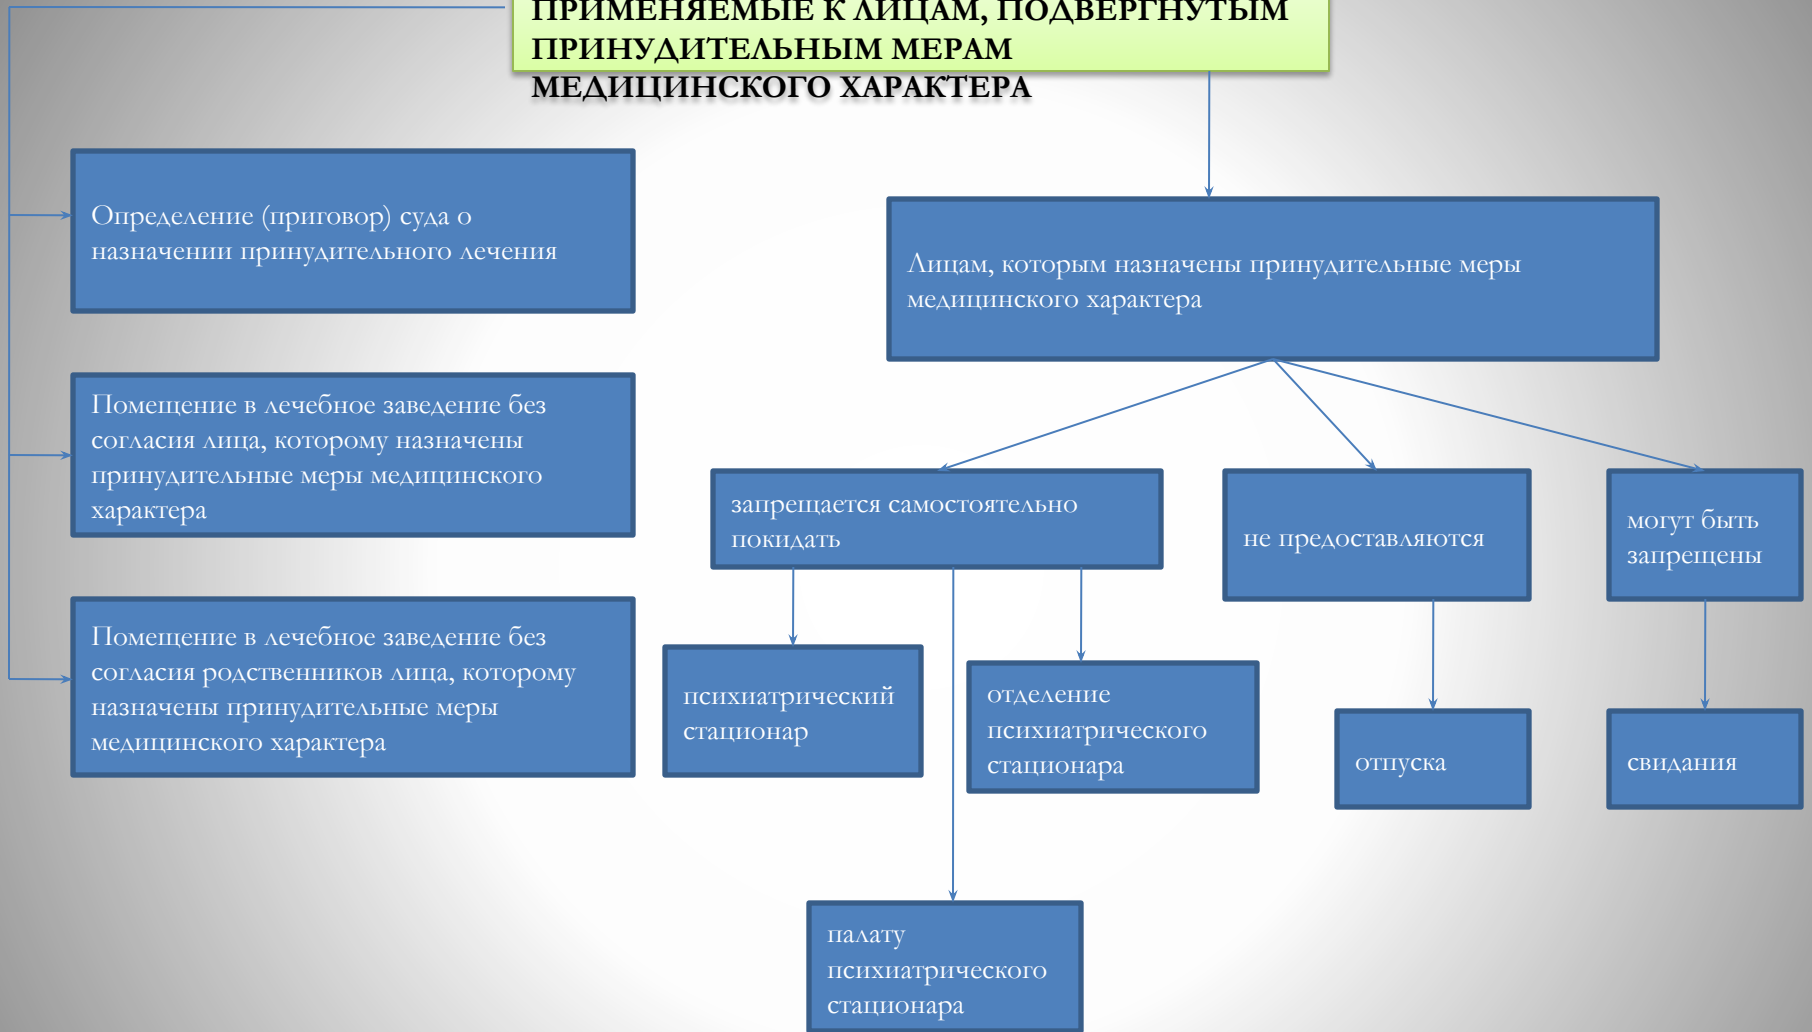 ПРИМЕНЯЕМЫЕ К ЛИЦАМ, ПОДВЕРГНУТЫМ
ПРИНУДИТЕЛЬНЫМ МЕРАМ
МЕДИЦИНСКОГО ХАРАКТЕРА
Определение (приговор) суда о
назначении принудительного лечения
Помещение в лечебное заведение без
согласия лица, которому назначены
принудительные меры медицинского
характера
Помещение в лечебное заведение без
согласия родственников лица, которому
назначены принудительные меры
медицинского характера
Лицам, которым назначены принудительные меры
медицинского характера
запрещается самостоятельно
покидать
не предоставляются
могут быть
запрещены
психиатрический
стационар
отделение
психиатрического
стационара
отпуска
свидания
палату
психиатрического
стационара